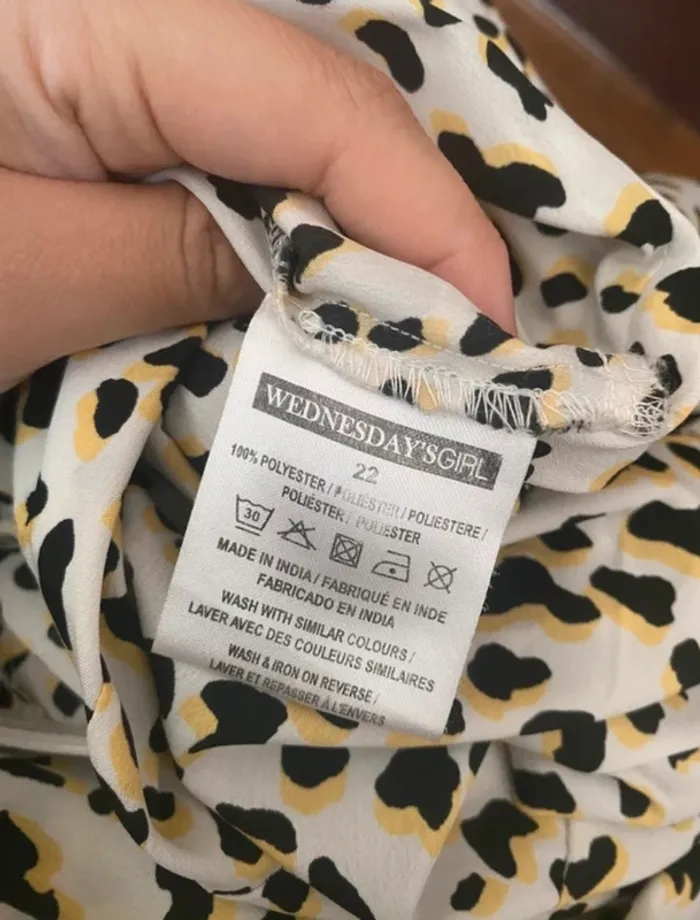 WEDNESDAY'SGIRL
22
100% POLYESTER / POLIÉSTER / POLIESTERE /
POLIÉSTER / POLIESTER
30
MADE IN INDIA / FABRIQUÉ EN INDE
FABRICADO EN INDIA
WASH WITH SIMILAR COLOURS /
LAVER AVEC DES COULEURS SIMILAIRES
WASH & IRON ON REVERSE /
LAVER ET REPASSER À L'ENVERS